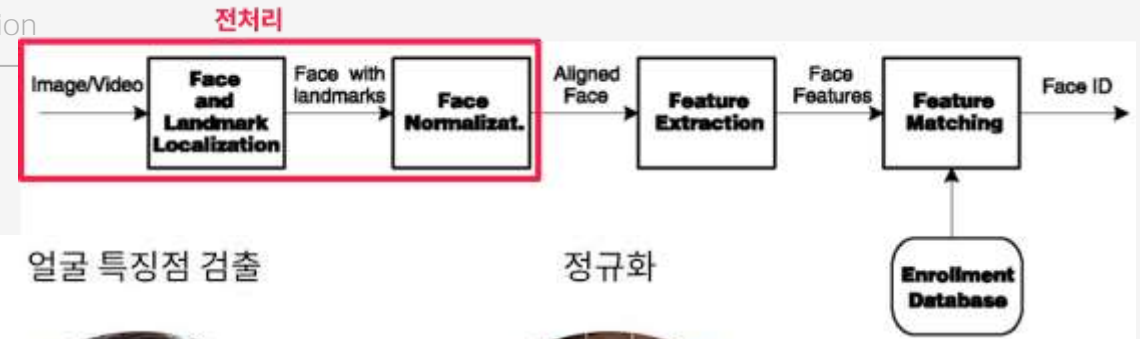 ion
전처리
Image/Video
Face
and
Landmark
Localization
Face with
landmarks
Face
Normalizat.
Aligned
Face
Feature
Extraction
Face
Features
Feature
Matching
Face ID
Enrollment
Database
얼굴 특징점 검출
정규화